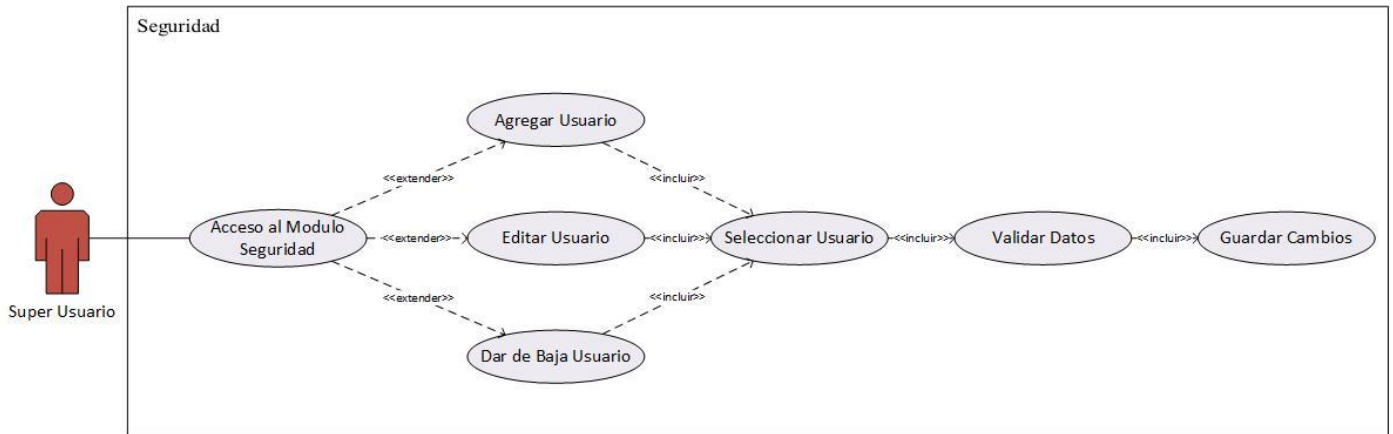 Seguridad
Agregar Usuario
<<extender>>
<<incluir>>
Acceso al Modulo
Seguridad
<<extender>>
Editar Usuario
<<incluir>>
Seleccionar Usuario
<<incluir>>
Validar Datos
<<incluir>>
Guardar Cambios
<<extender>>
<<incluir>>
Super Usuario
Dar de Baja Usuario